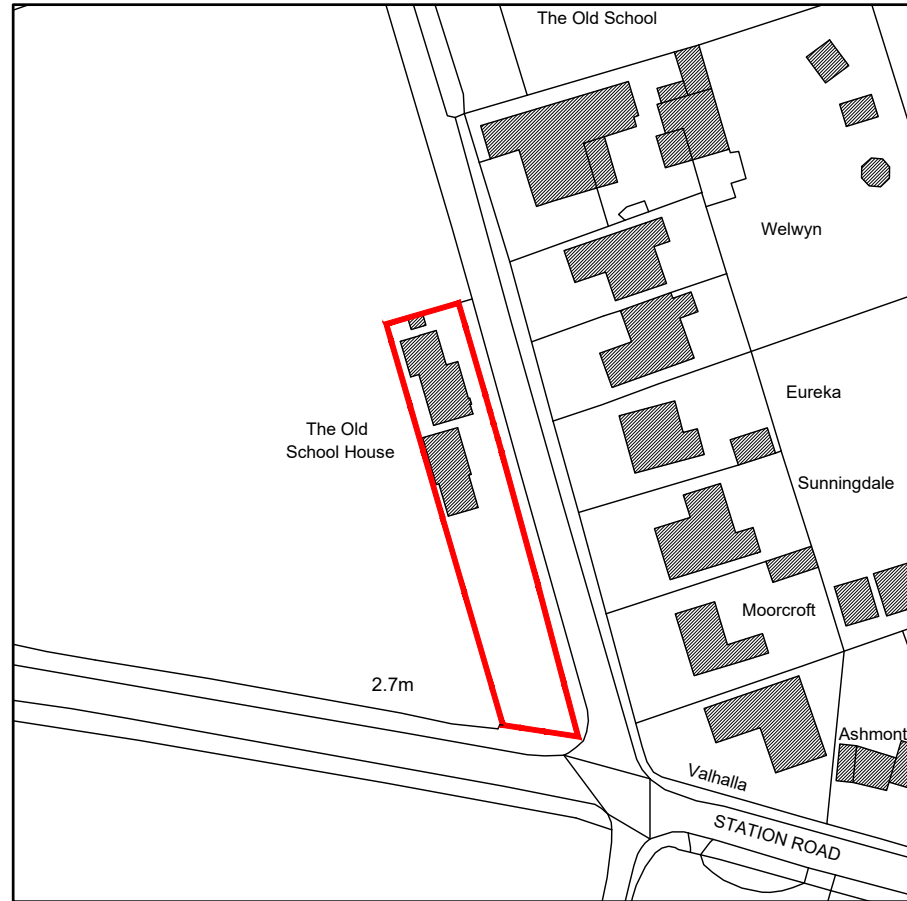 The Old School
Welwyn
Eureka
The Old
School House
Sunningdale
Moorcroft
2.7m
Ashmont
Valhalla
STATION ROAD